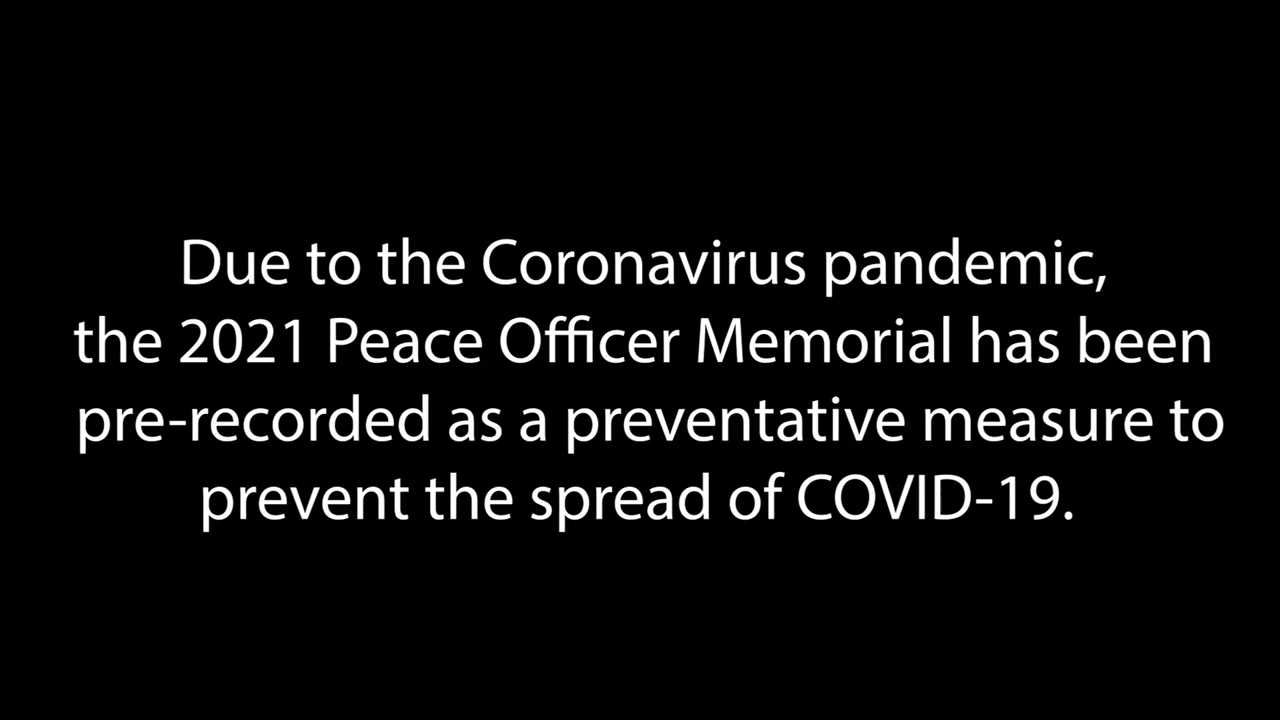 Due to the Coronavirus pandemic,
the 2021 Peace Officer Memorial has been
pre-recorded as a preventative measure to
prevent the spread of COVID-19.